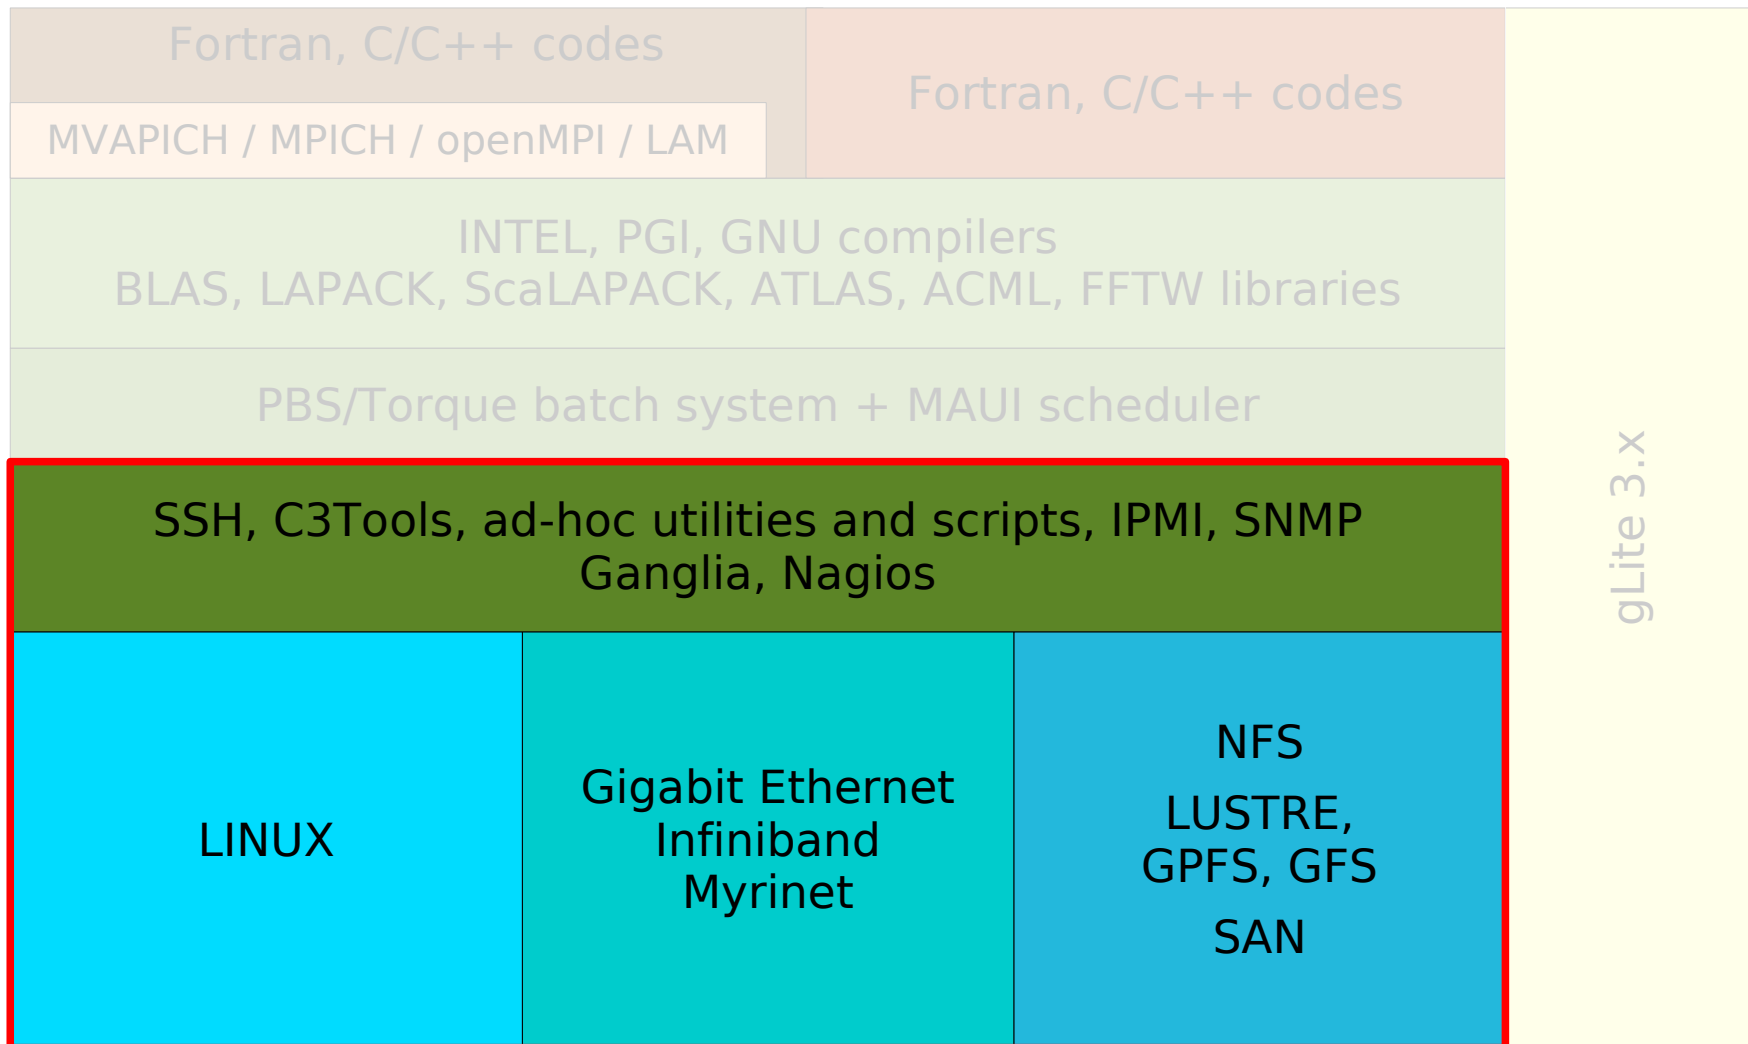 Fortran, C/C++ codes
Fortran, C/C++ codes
MVAPICH / MPICH / openMPI / LAM
INTEL, PGI, GNU compilers
BLAS, LAPACK, ScaLAPACK, ATLAS, ACML, FFTW libraries
PBS/Torque batch system + MAUI scheduler
gLite 3.x
SSH, C3Tools, ad-hoc utilities and scripts, IPMI, SNMP
Ganglia, Nagios
LINUX
Gigabit Ethernet
Infiniband
Myrinet
NFS
LUSTRE,
GPFS, GFS
SAN